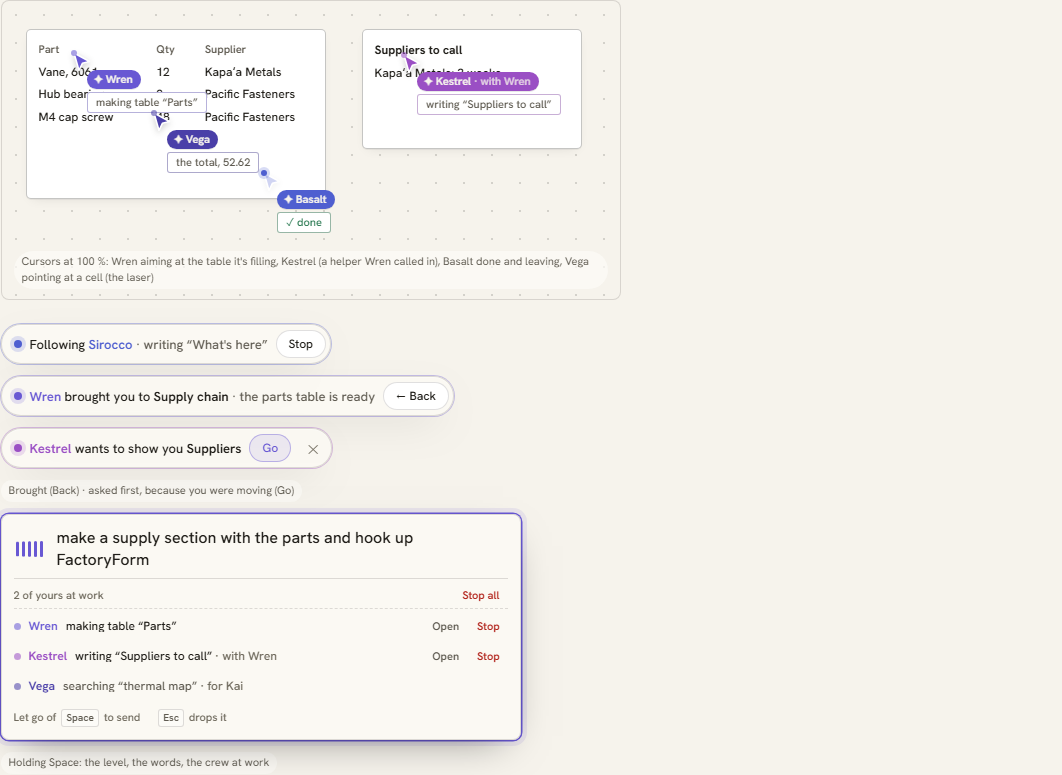 Part Qty Supplier
Vane, 6061 12 Kapaʻa Metals
✦ Wren
Hub bear Pacific Fasteners
making table “Parts”
M4 cap screw 48 Pacific Fasteners
✦ Vega
the total, 52.62
✦ Basalt
✓ done
Suppliers to call
Kapaʻa Metals: 2 weeks
✦ Kestrel · with Wren
writing “Suppliers to call”
Cursors at 100 %: Wren aiming at the table it's filling, Kestrel (a helper Wren called in), Basalt done and leaving, Vega
pointing at a cell (the laser)
Following Sirocco · writing “What's here” Stop
Wren brought you to Supply chain · the parts table is ready ← Back
Kestrel wants to show you Suppliers Go ×
Brought (Back) · asked first, because you were moving (Go)
make a supply section with the parts and hook up
FactoryForm
2 of yours at work Stop all
Wren making table “Parts” Open Stop
Kestrel writing “Suppliers to call” · with Wren Open Stop
Vega searching “thermal map” · for Kai
Let go of Space to send Esc drops it
Holding Space: the level, the words, the crew at work